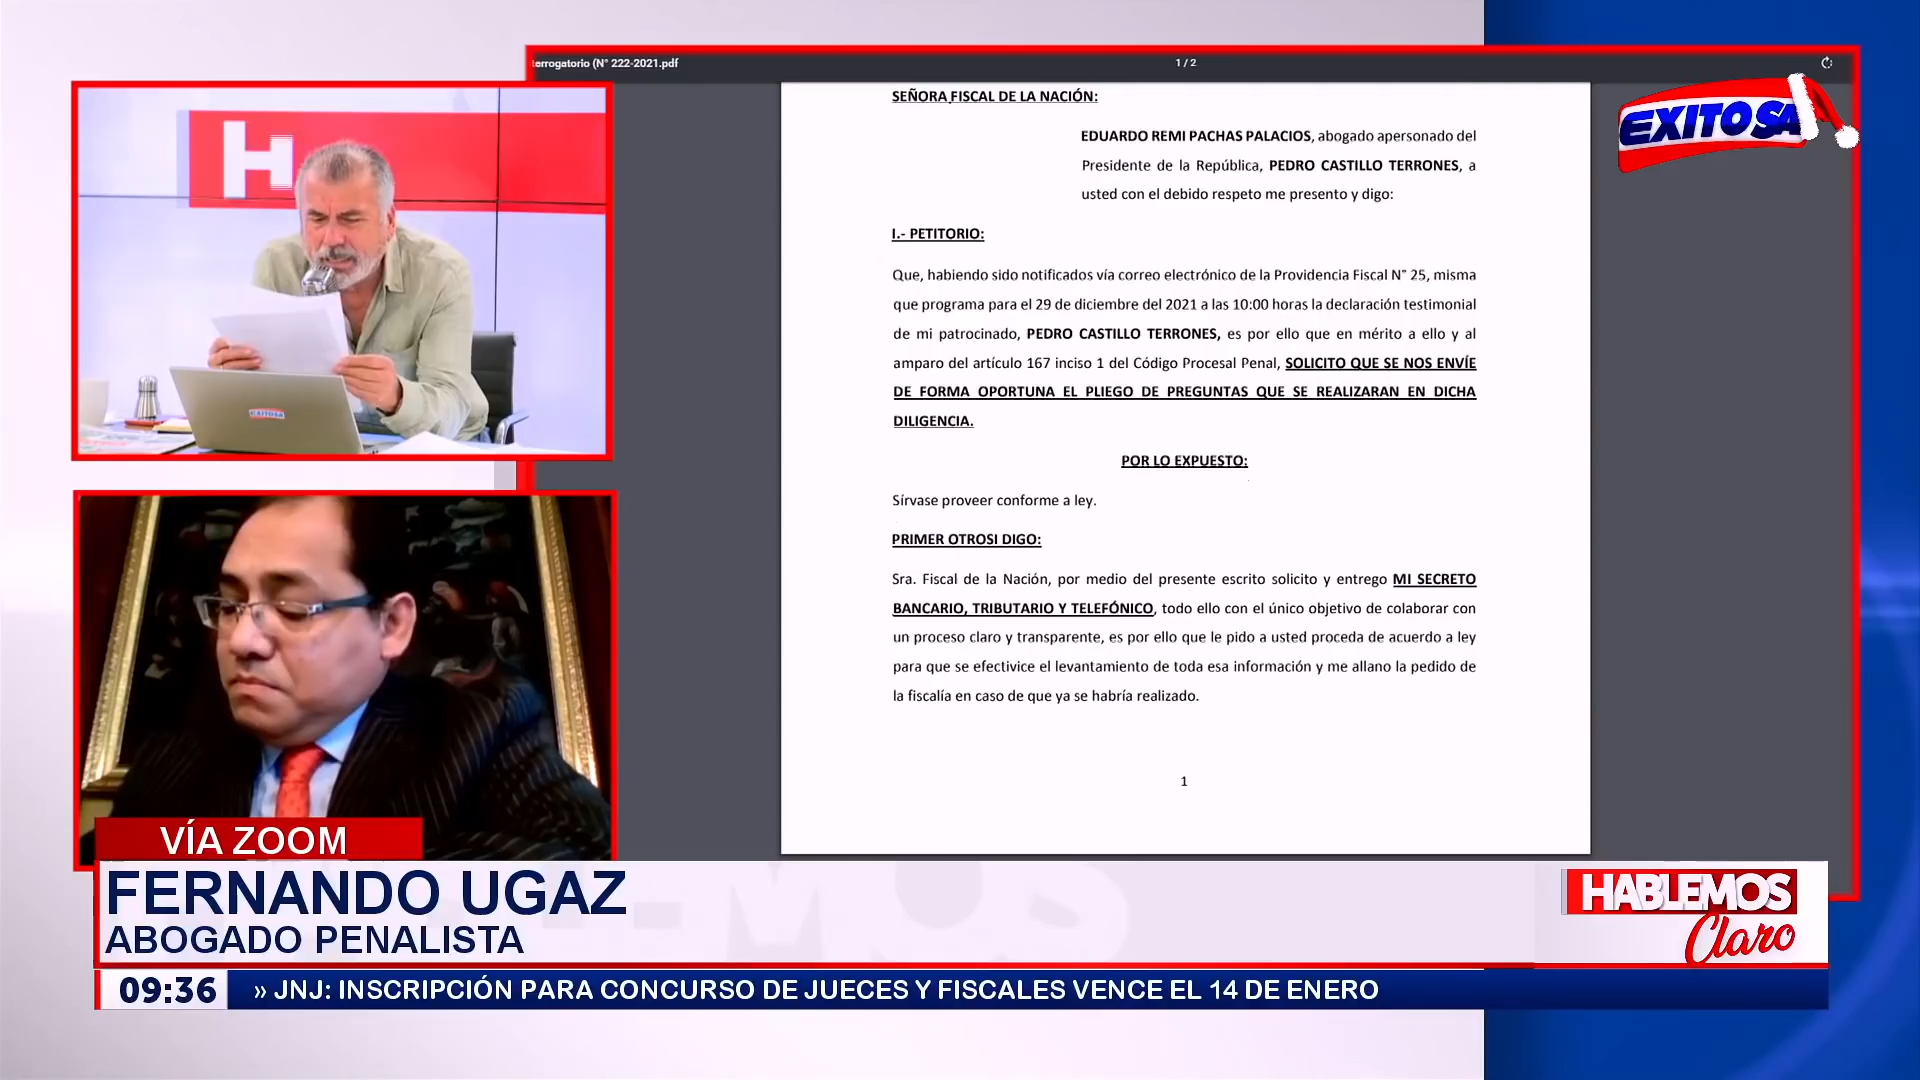 terrogatorio (N° 222-2021.pdf
1 / 2
SEÑORA FISCAL DE LA NACIÓN:
EDUARDO REMI PACHAS PALACIOS, abogado apersonado del
Presidente de la República, PEDRO CASTILLO TERRONES, a
usted con el debido respeto me presento y digo:
I.- PETITORIO:
Que, habiendo sido notificados vía correo electrónico de la Providencia Fiscal N° 25, misma
que programa para el 29 de diciembre del 2021 a las 10:00 horas la declaración testimonial
de mi patrocinado, PEDRO CASTILLO TERRONES, es por ello que en mérito a ello y al
amparo del artículo 167 inciso 1 del Código Procesal Penal, SOLICITO QUE SE NOS ENVÍE
DE FORMA OPORTUNA EL PLIEGO DE PREGUNTAS QUE SE REALIZARAN EN DICHA
DILIGENCIA.
POR LO EXPUESTO:
Sírvase proveer conforme a ley.
PRIMER OTROSI DIGO:
Sra. Fiscal de la Nación, por medio del presente escrito solicito y entrego MI SECRETO
BANCARIO, TRIBUTARIO Y TELEFÓNICO, todo ello con el único objetivo de colaborar con
un proceso claro y transparente, es por ello que le pido a usted proceda de acuerdo a ley
para que se efectivice el levantamiento de toda esa información y me allano la pedido de
la fiscalía en caso de que ya se habría realizado.
1
EXITOSA
H
EXITOSA
VÍA ZOOM
FERNANDO UGAZ
ABOGADO PENALISTA
HABLEMOS
Claro
09:36
» JNJ: INSCRIPCIÓN PARA CONCURSO DE JUECES Y FISCALES VENCE EL 14 DE ENERO